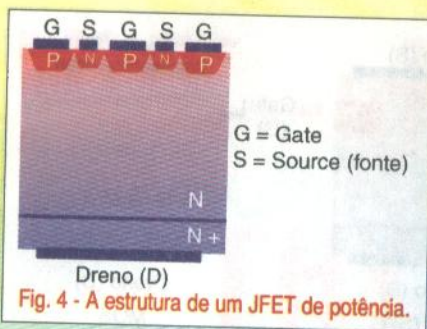 G S G S G
P N P N P
G = Gate
S = Source (fonte)
N
N +
Dreno (D)
Fig. 4 - A estrutura de um JFET de potência.